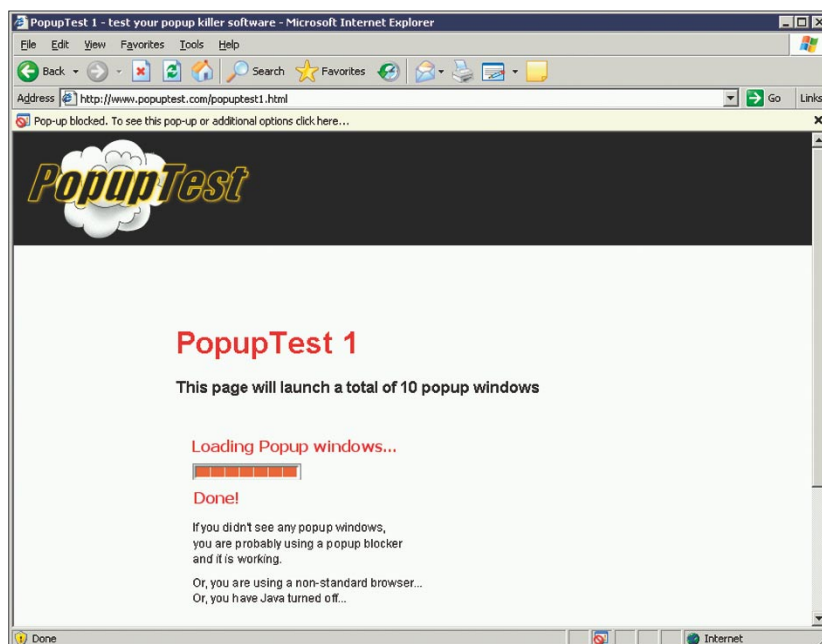 PopupTest 1 - test your popup killer software - Microsoft Internet Explorer
File Edit View Favorites Tools Help
Back Search Favorites
Address http://www.popuptest.com/popuptest1.html Go Links
Pop-up blocked. To see this pop-up or additional options click here...
PopupTest
PopupTest 1
This page will launch a total of 10 popup windows
Loading Popup windows...
Done!
If you didn't see any popup windows,
you are probably using a popup blocker
and it is working.
Or, you are using a non-standard browser...
Or, you have Java turned off...
Done Internet